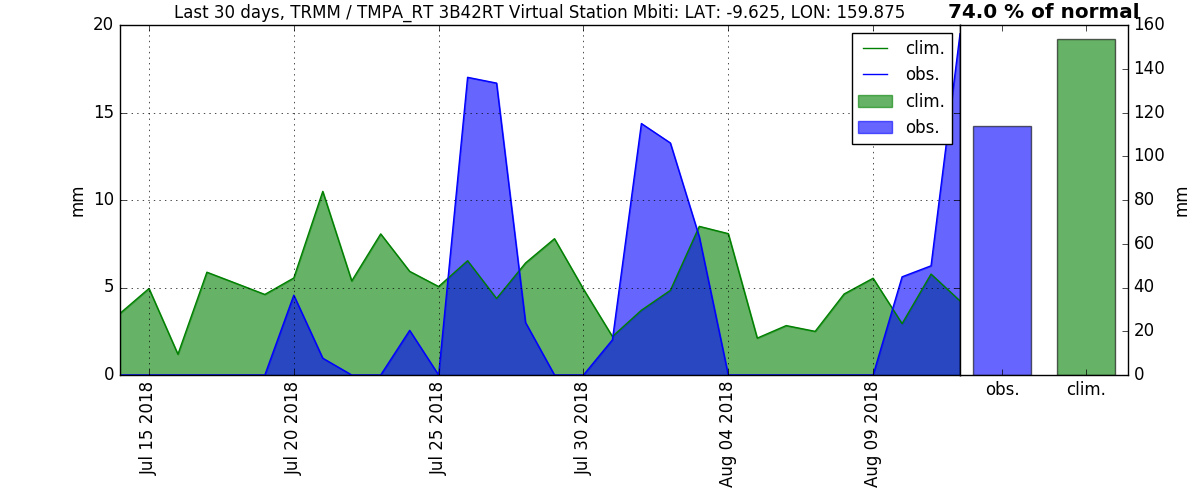 Last 30 days, TRMM / TMPA_RT 3B42RT Virtual Station Mbiti: LAT: -9.625, LON: 159.875
74.0 % of normal
20
15
10
5
0
mm
clim.
obs.
clim.
obs.
160
140
120
100
80
60
40
20
0
mm
Jul 15 2018
Jul 20 2018
Jul 25 2018
Jul 30 2018
Aug 04 2018
Aug 09 2018
obs.
clim.